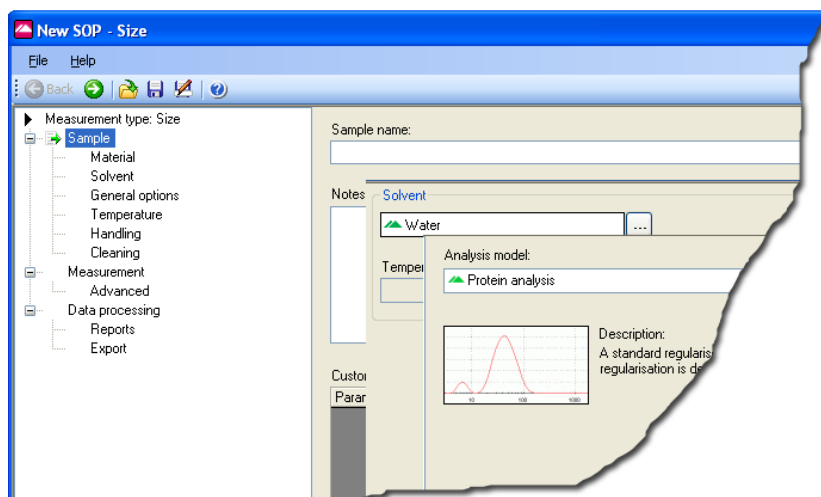 New SOP - Size
File Help
Back
Measurement type: Size
Sample
Material
Solvent
General options
Temperature
Handling
Cleaning
Measurement
Advanced
Data processing
Reports
Export
Sample name:
Notes
Solvent
Water
...
Temper
Analysis model:
Protein analysis
Description:
A standard regularis
regularisation is de
10 100 1000
Custo
Parar